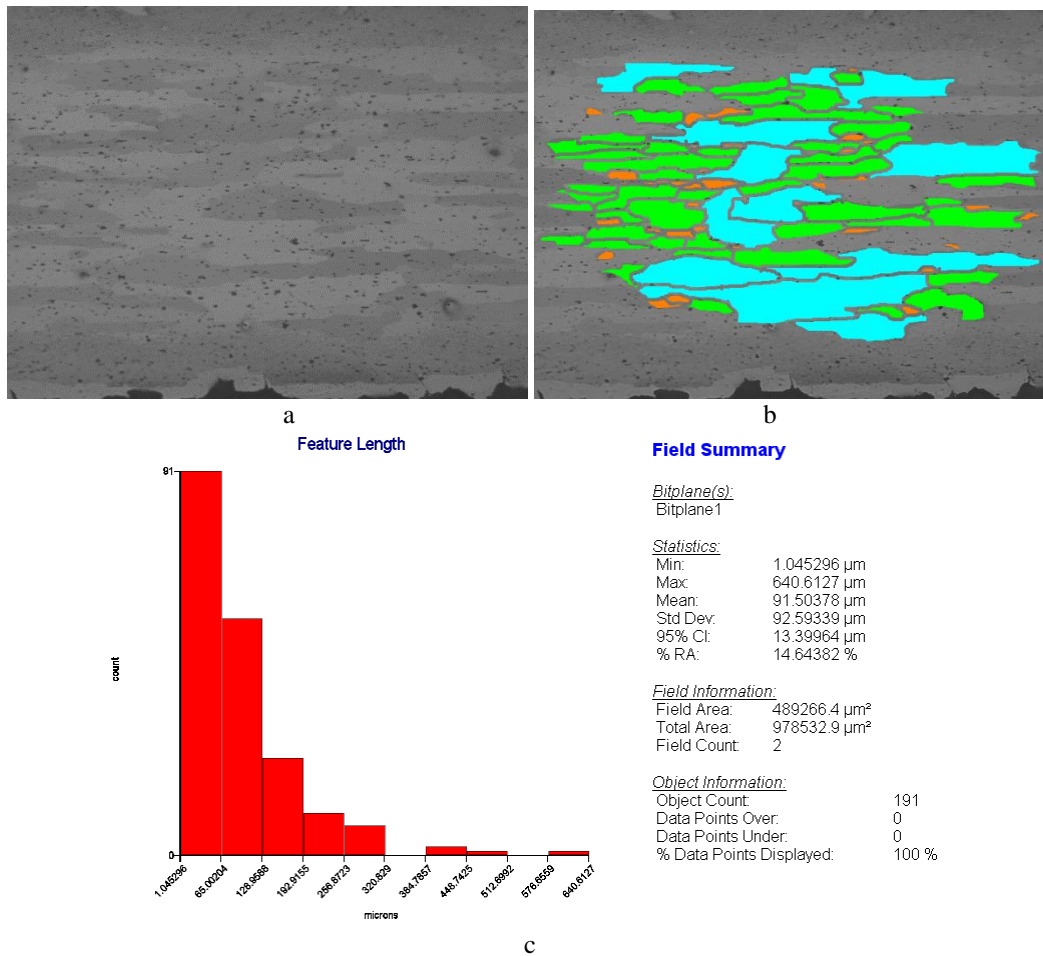 a
b
Feature Length
91
count
0
1.045296
65.00204
128.9588
192.9155
256.8723
320.829
384.7857
448.7425
512.6992
576.6559
640.6127
microns
Field Summary
Bitplane(s):
Bitplane1
Statistics:
Min: 1.045296 µm
Max: 640.6127 µm
Mean: 91.50378 µm
Std Dev: 92.59339 µm
95% CI: 13.39964 µm
% RA: 14.64382 %
Field Information:
Field Area: 489266.4 µm²
Total Area: 978532.9 µm²
Field Count: 2
Object Information:
Object Count: 191
Data Points Over: 0
Data Points Under: 0
% Data Points Displayed: 100 %
c